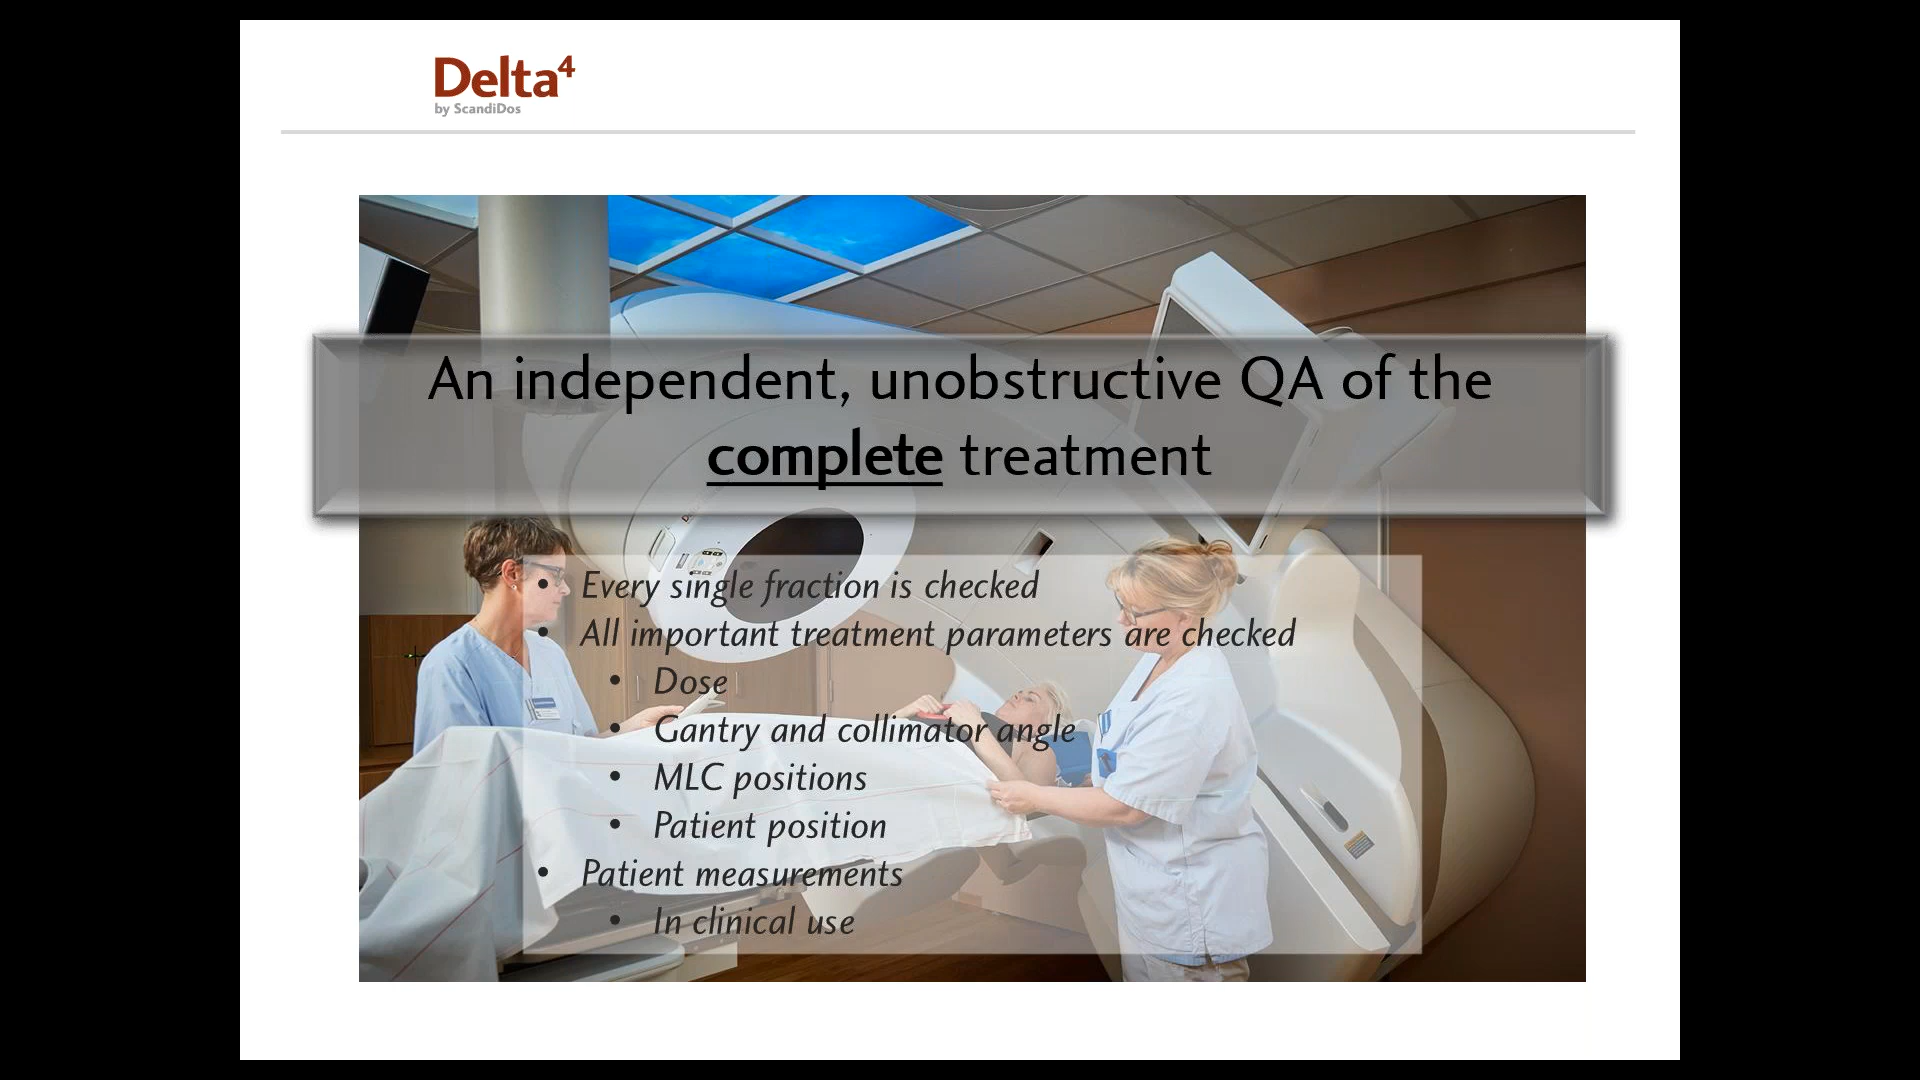 Delta⁴
by ScandiDos
An independent, unobstructive QA of the
complete treatment
• Every single fraction is checked
• All important treatment parameters are checked
• Dose
• Gantry and collimator angle
• MLC positions
• Patient position
• Patient measurements
• In clinical use